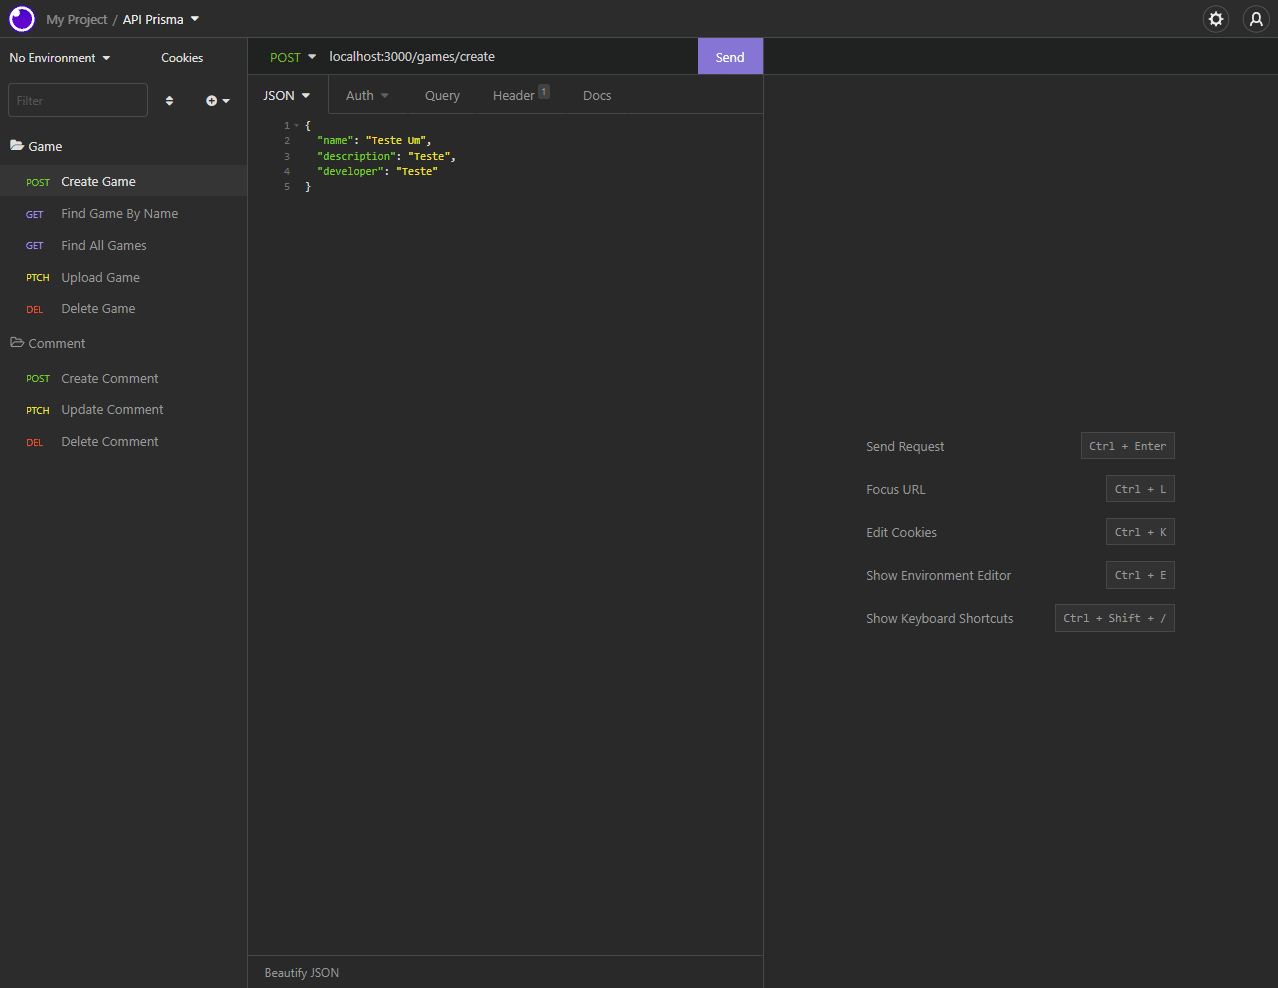 My Project / API Prisma
No Environment
Cookies
Filter
Game
POST Create Game
GET Find Game By Name
GET Find All Games
PTCH Upload Game
DEL Delete Game
Comment
POST Create Comment
PTCH Update Comment
DEL Delete Comment
POST localhost:3000/games/create Send
JSON Auth Query Header 1 Docs
1 {
2 "name": "Teste Um",
3 "description": "Teste",
4 "developer": "Teste"
5 }
Beautify JSON
Send Request Ctrl + Enter
Focus URL Ctrl + L
Edit Cookies Ctrl + K
Show Environment Editor Ctrl + E
Show Keyboard Shortcuts Ctrl + Shift + /